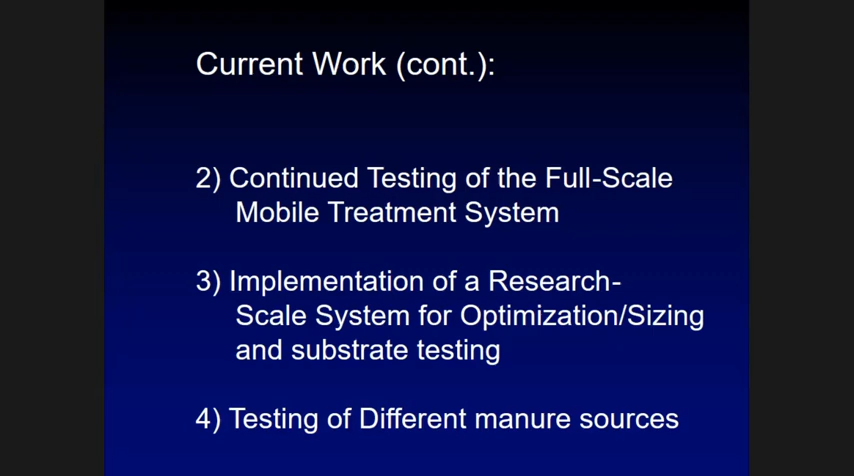 Current Work (cont.):
2) Continued Testing of the Full-Scale
Mobile Treatment System
3) Implementation of a Research-
Scale System for Optimization/Sizing
and substrate testing
4) Testing of Different manure sources